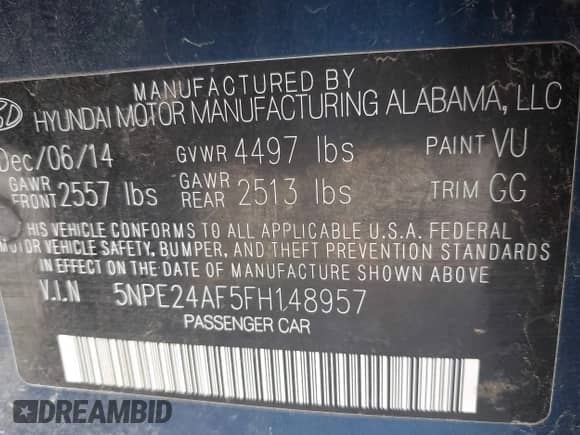 MANUFACTURED BY
HYUNDAI MOTOR MANUFACTURING ALABAMA, LLC
Dec/06/14 GVWR 4497 lbs PAINT VU
GAWR FRONT 2557 lbs GAWR REAR 2513 lbs TRIM GG
THIS VEHICLE CONFORMS TO ALL APPLICABLE U.S.A. FEDERAL
MOTOR VEHICLE SAFETY, BUMPER, AND THEFT PREVENTION STANDARDS
IN EFFECT ON THE DATE OF MANUFACTURE SHOWN ABOVE
V.I.N 5NPE24AF5FH148957
PASSENGER CAR
DREAMBID